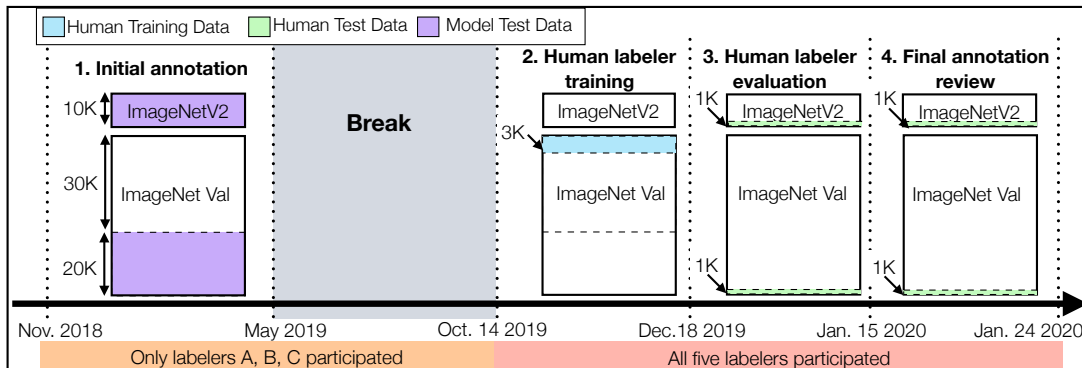 Human Training Data
Human Test Data
Model Test Data
1. Initial annotation
10K
ImageNetV2
30K
ImageNet Val
20K
Break
2. Human labeler
training
ImageNetV2
3K
ImageNet Val
3. Human labeler
evaluation
1K
ImageNetV2
ImageNet Val
1K
4. Final annotation
review
1K
ImageNetV2
ImageNet Val
1K
Nov. 2018
May 2019
Oct. 14 2019
Dec.18 2019
Jan. 15 2020
Jan. 24 2020
Only labelers A, B, C participated
All five labelers participated